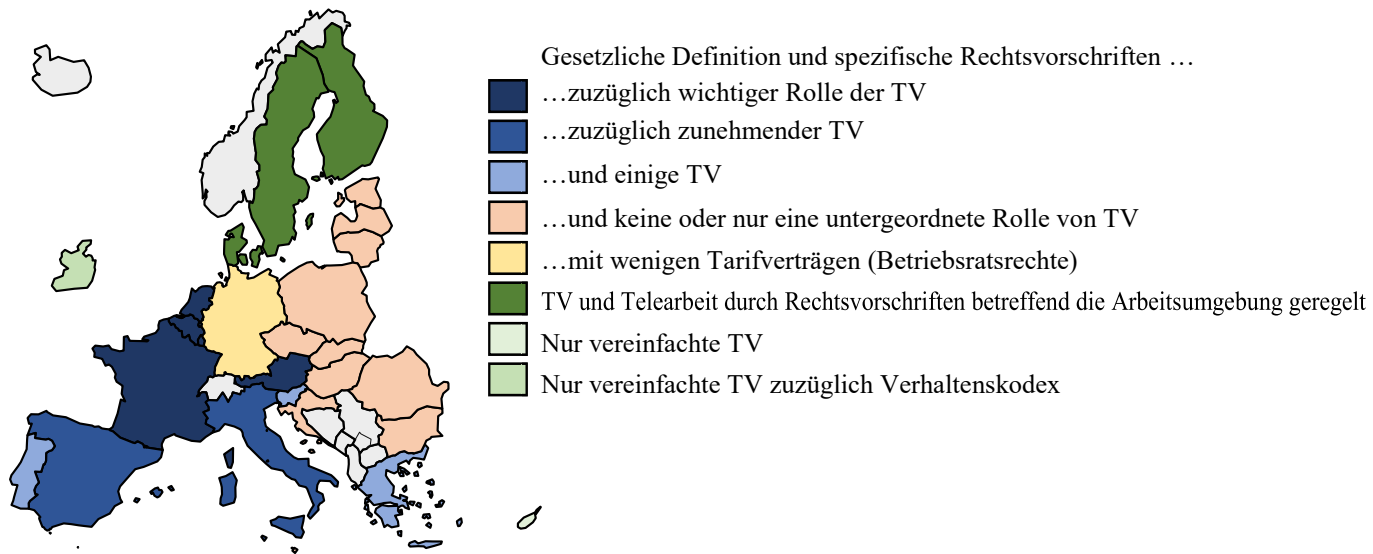 Gesetzliche Definition und spezifische Rechtsvorschriften …
…zuzüglich wichtiger Rolle der TV
…zuzüglich zunehmender TV
…und einige TV
…und keine oder nur eine untergeordnete Rolle von TV
…mit wenigen Tarifverträgen (Betriebsratsrechte)
TV und Telearbeit durch Rechtsvorschriften betreffend die Arbeitsumgebung geregelt
Nur vereinfachte TV
Nur vereinfachte TV zuzüglich Verhaltenskodex